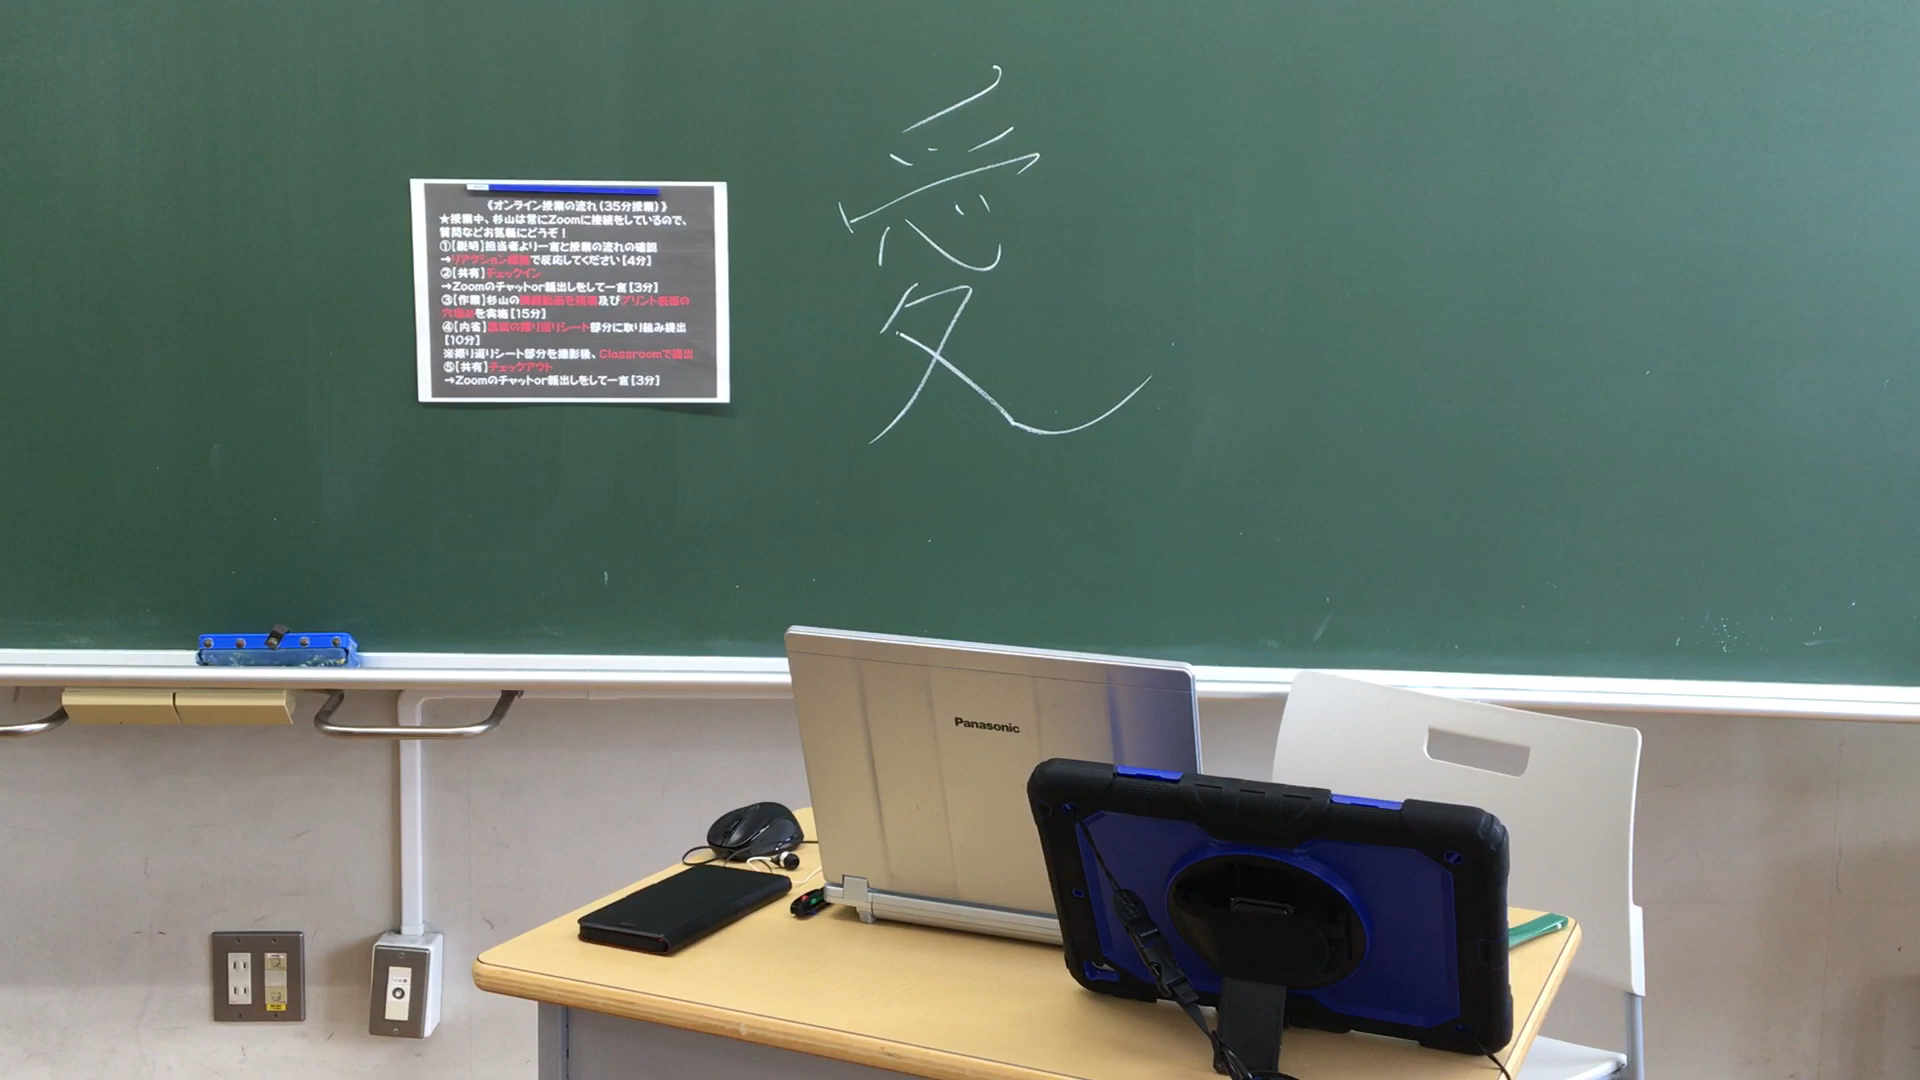 《オンライン授業の流れ(35分授業)》
★授業中、杉山は常にZoomに接続をしているので、
質問などお気軽にどうぞ！
①[説明]担当者より一言と授業の流れの確認
→リアクション機能で反応してください[4分]
②[共有]チェックイン
→Zoomのチャットor顔出しをして一言[3分]
③[作業]杉山の講義動画を視聴及びプリント表面の
穴埋めを実施[15分]
④[内省]裏面の振り返りシート部分に取り組み提出
[10分]
※振り返りシート部分を撮影後、Classroomで提出
⑤[共有]チェックアウト
→Zoomのチャットor顔出しをして一言[3分]
愛
Panasonic